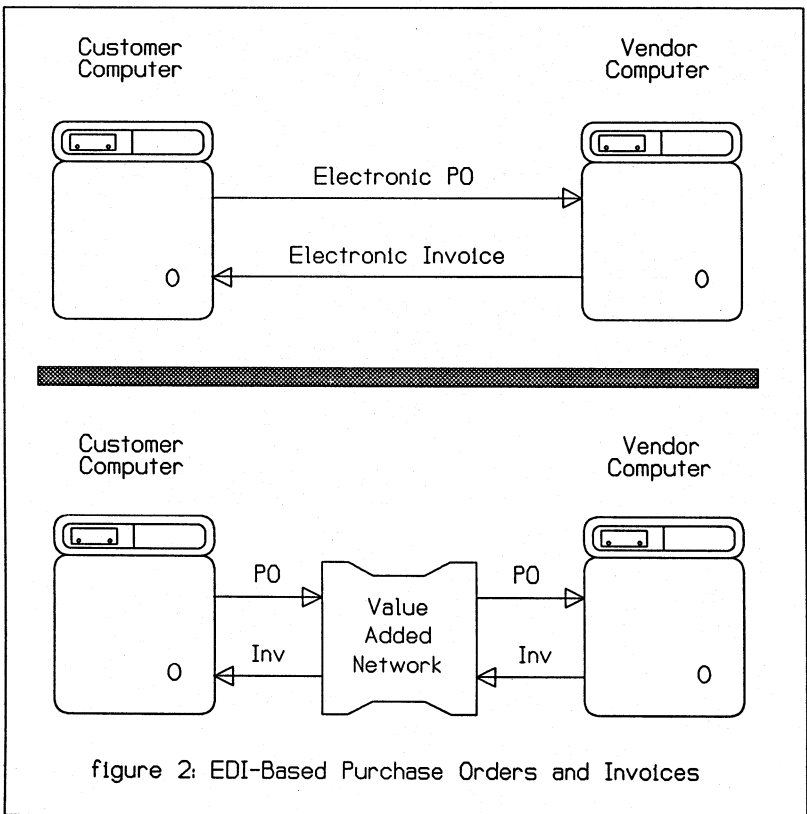 Customer
Computer
Vendor
Computer
Electronic PO
Electronic Invoice
Customer
Computer
Vendor
Computer
PO
Value
Added
Network
PO
Inv
Inv
figure 2: EDI-Based Purchase Orders and Invoices